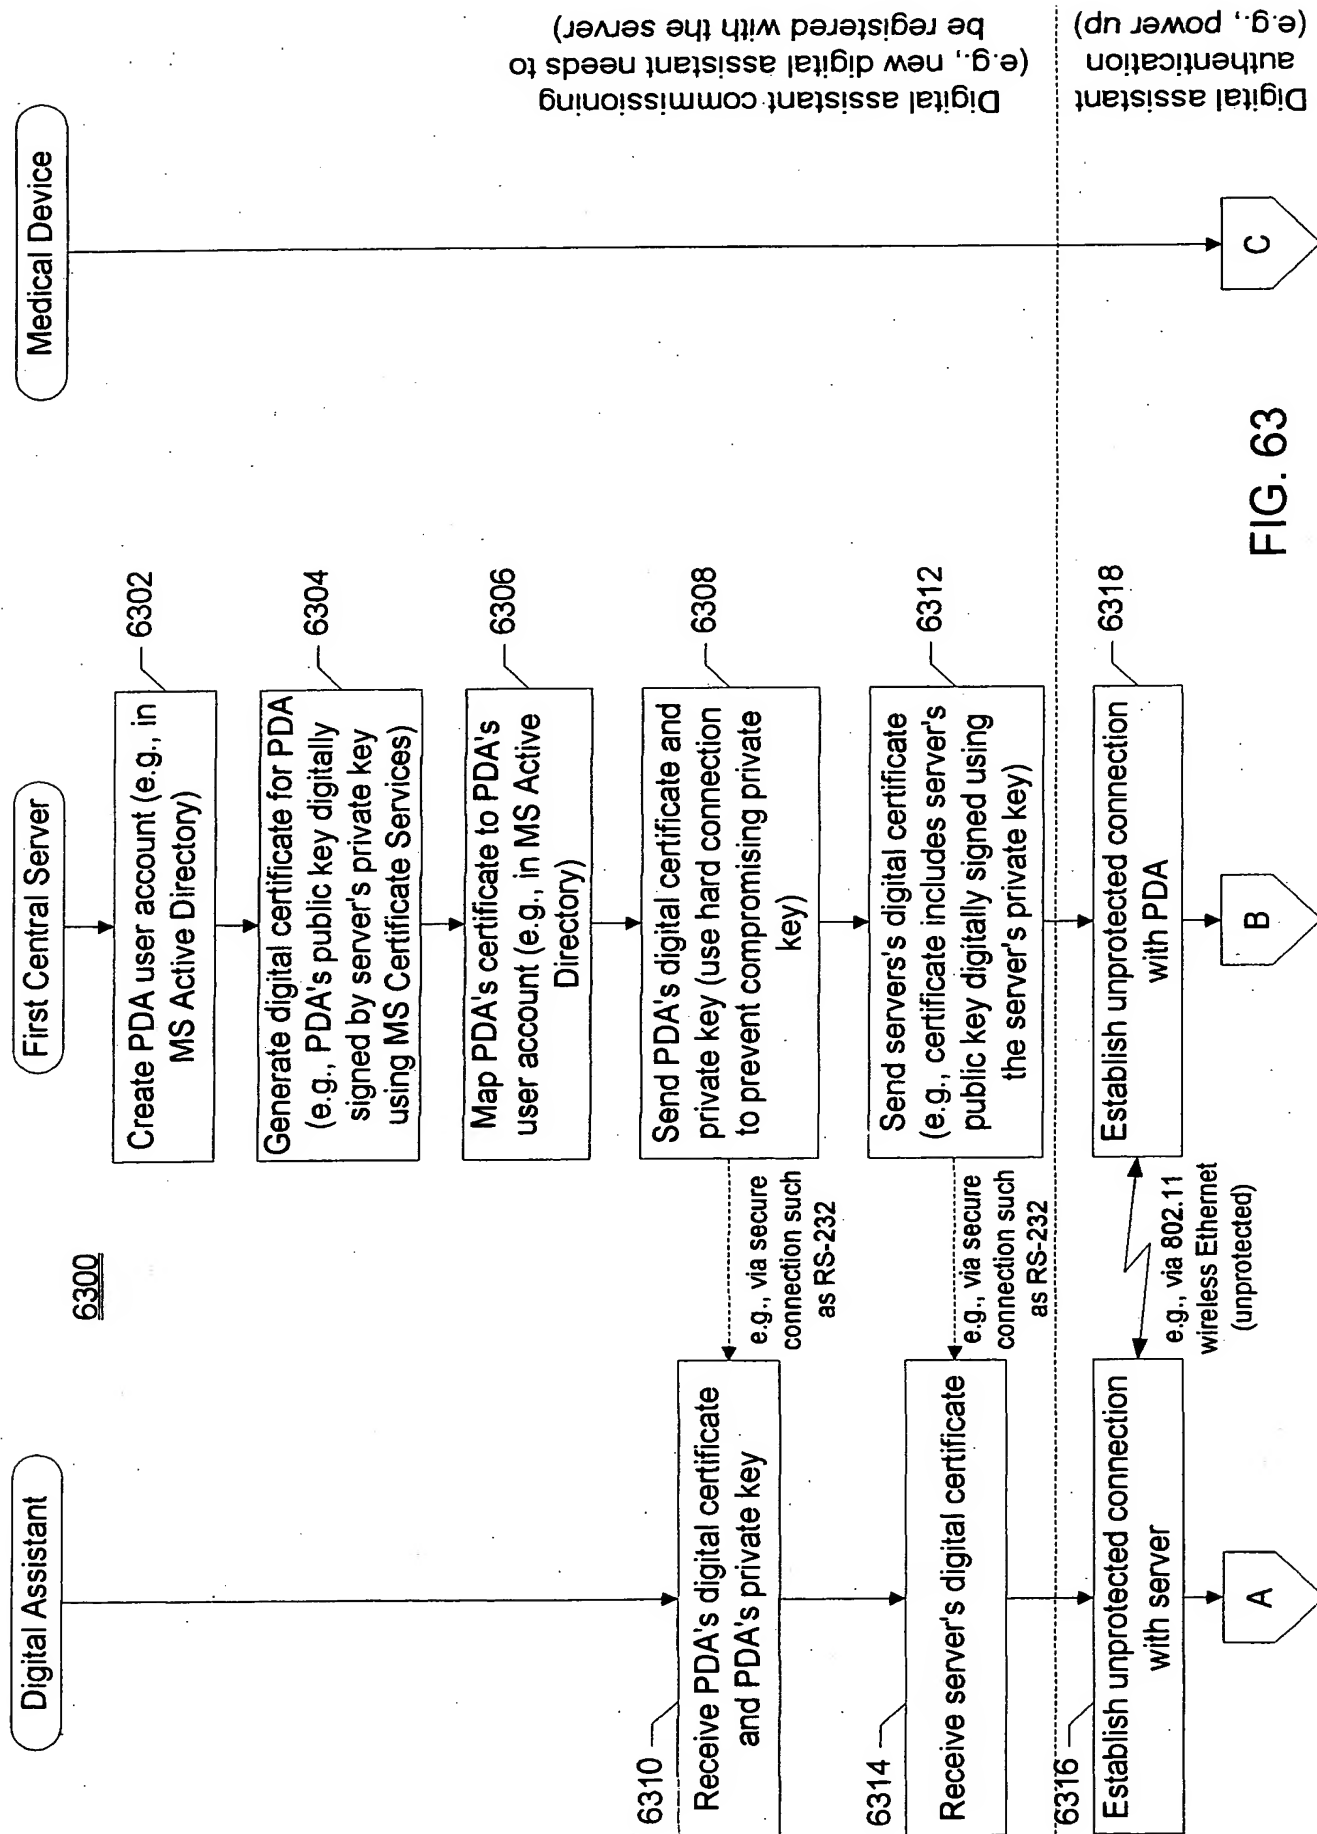 6300
Digital Assistant
First Central Server
Medical Device
Create PDA user account (e.g., in
MS Active Directory)
6302
Generate digital certificate for PDA
(e.g., PDA's public key digitally
signed by server's private key
using MS Certificate Services)
6304
Map PDA's certificate to PDA's
user account (e.g., in MS Active
Directory)
6306
6310
Receive PDA's digital certificate
and PDA's private key
e.g., via secure
connection such
as RS-232
Send PDA's digital certificate and
private key (use hard connection
to prevent compromising private
key)
6308
6314
Receive server's digital certificate
e.g., via secure
connection such
as RS-232
Send servers's digital certificate
(e.g., certificate includes server's
public key digitally signed using
the server's private key)
6312
Digital assistant commissioning
(e.g., new digital assistant needs to
be registered with the server)
6316
Establish unprotected connection
with server
e.g., via 802.11
wireless Ethernet
(unprotected)
Establish unprotected connection
with PDA
6318
Digital assistant
authentication
(e.g., power up)
A
B
C
FIG. 63